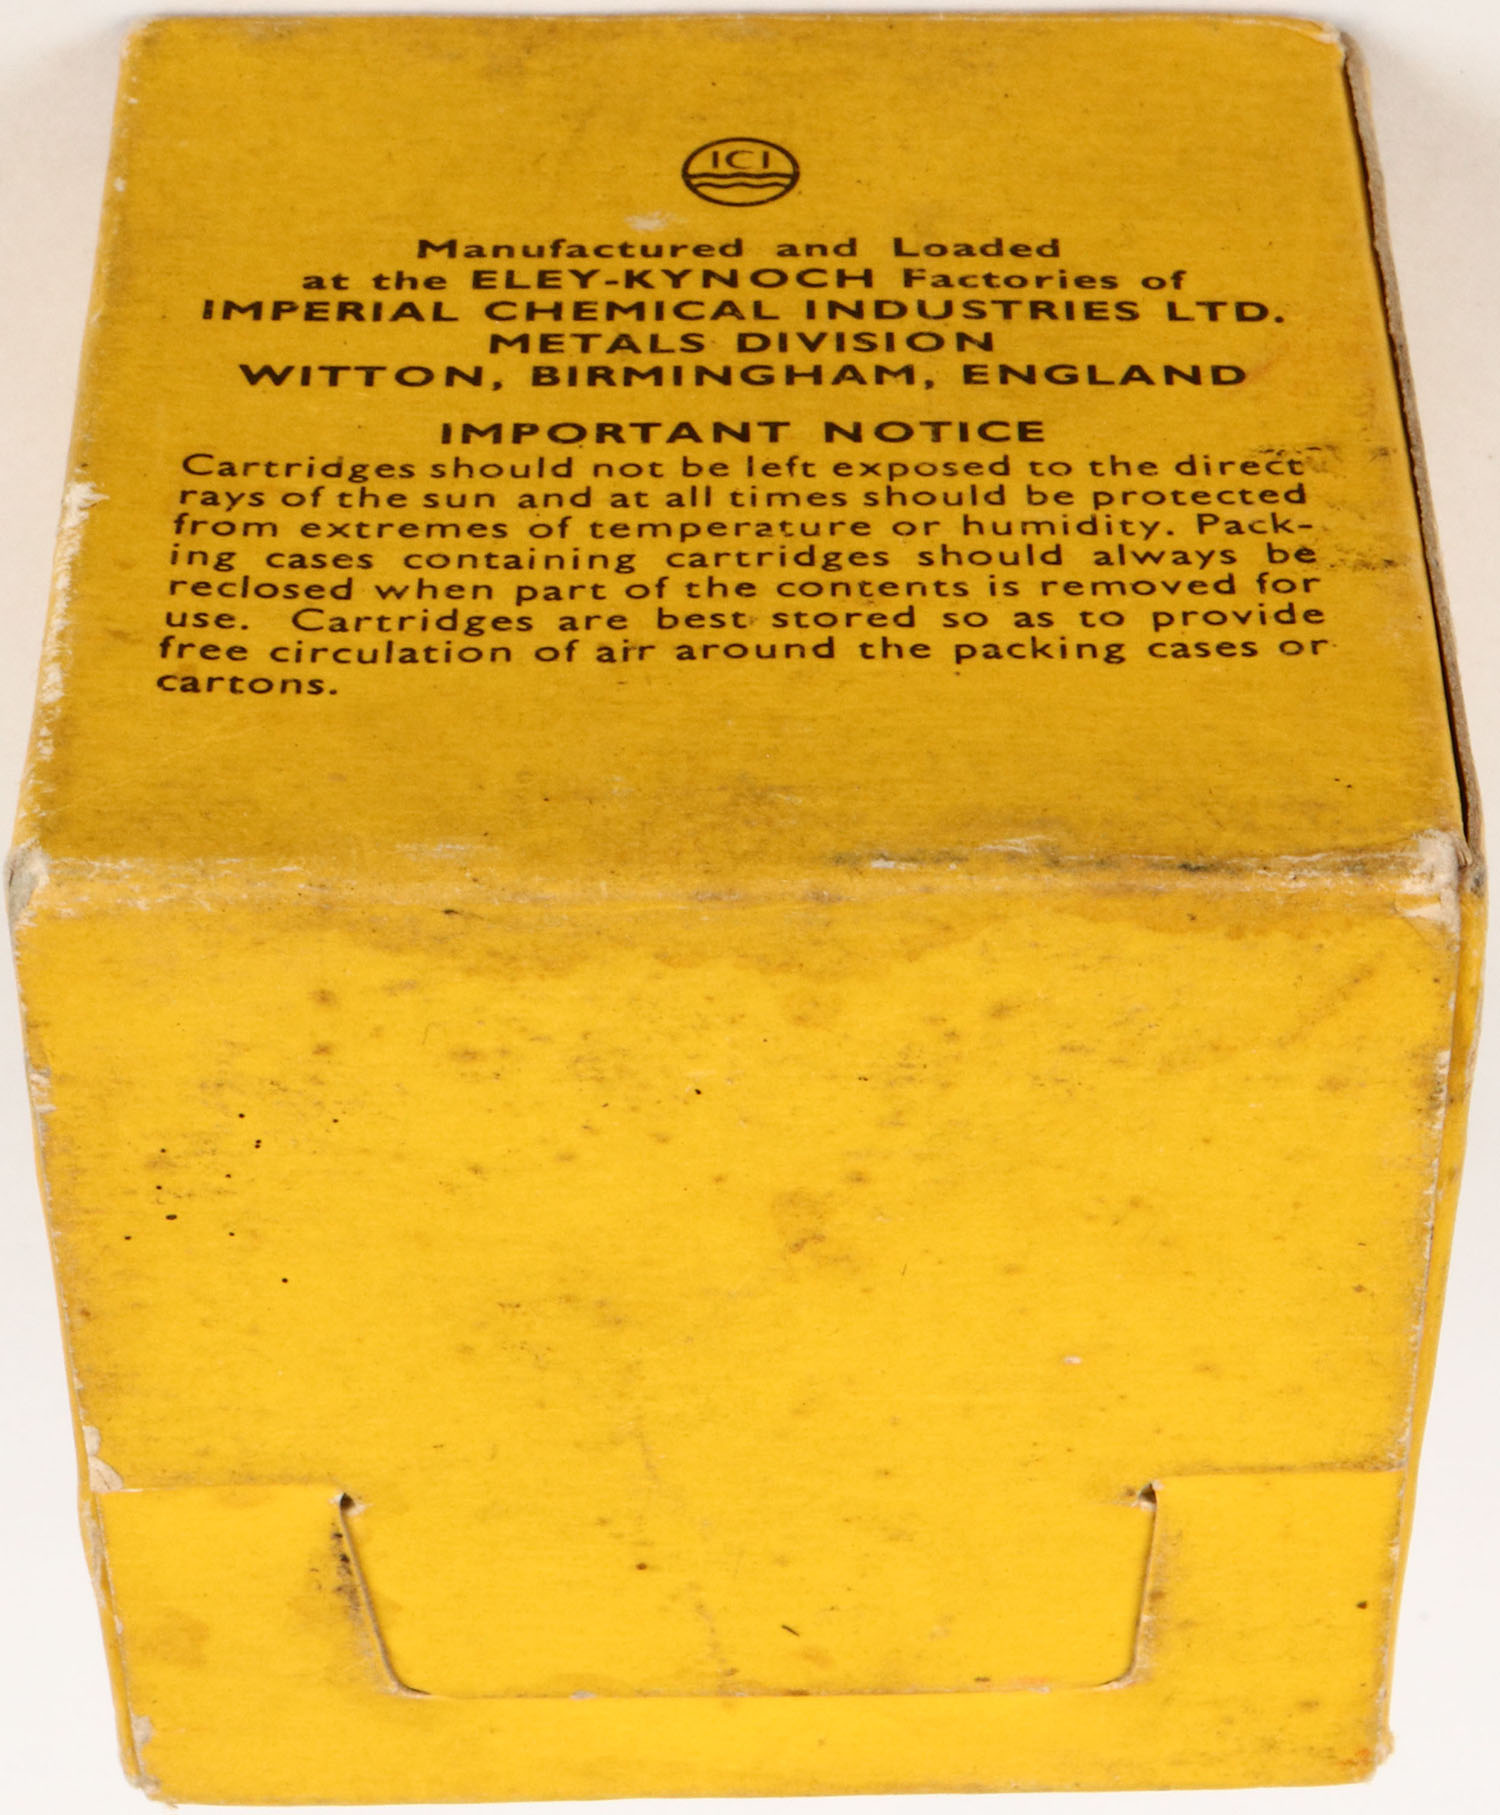 ICI
Manufactured and Loaded
at the ELEY-KYNOCH Factories of
IMPERIAL CHEMICAL INDUSTRIES LTD.
METALS DIVISION
WITTON, BIRMINGHAM, ENGLAND
IMPORTANT NOTICE
Cartridges should not be left exposed to the direct
rays of the sun and at all times should be protected
from extremes of temperature or humidity. Pack-
ing cases containing cartridges should always be
reclosed when part of the contents is removed for
use. Cartridges are best stored so as to provide
free circulation of air around the packing cases or
cartons.